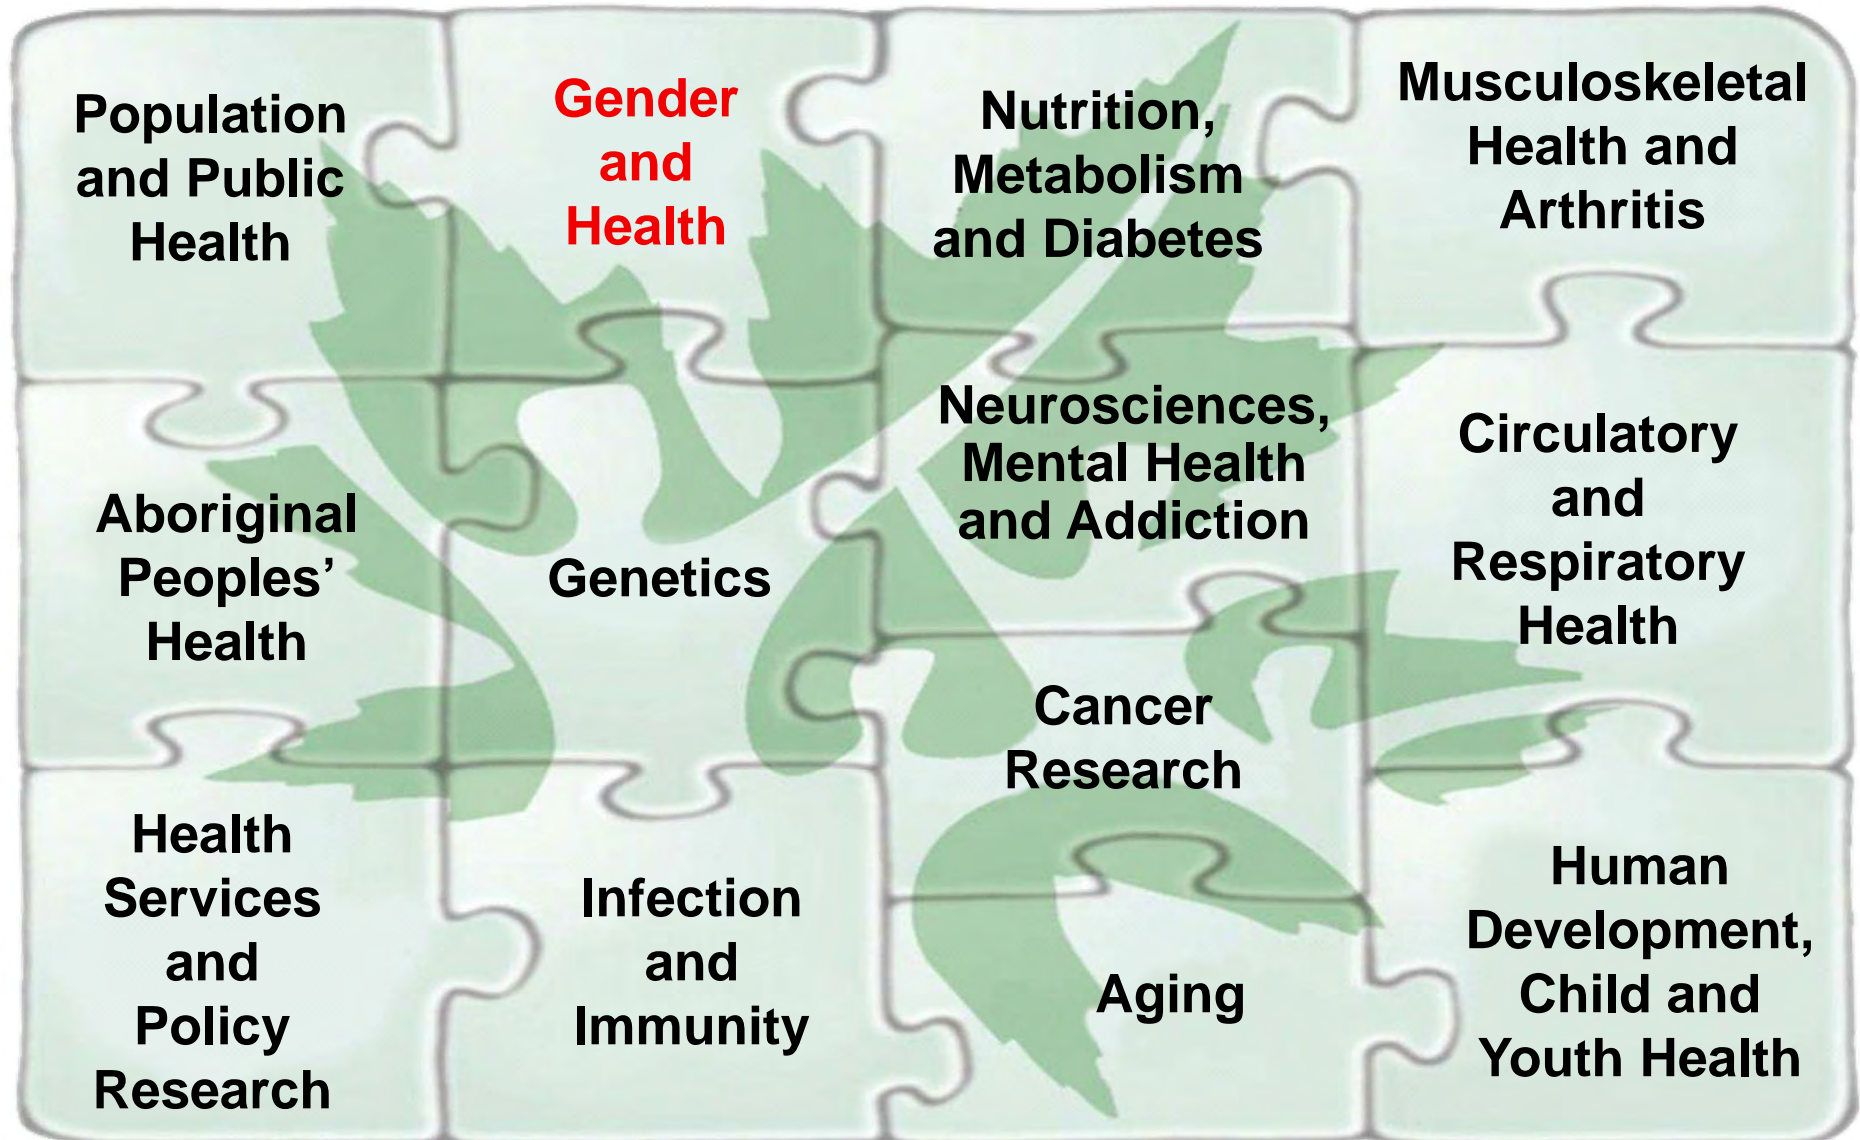 Population
and Public
Health
Gender
and
Health
Nutrition,
Metabolism
and Diabetes
Musculoskeletal
Health and
Arthritis
Aboriginal
Peoples’
Health
Genetics
Neurosciences,
Mental Health
and Addiction
Circulatory
and
Respiratory
Health
Cancer
Research
Health
Services
and
Policy
Research
Infection
and
Immunity
Aging
Human
Development,
Child and
Youth Health